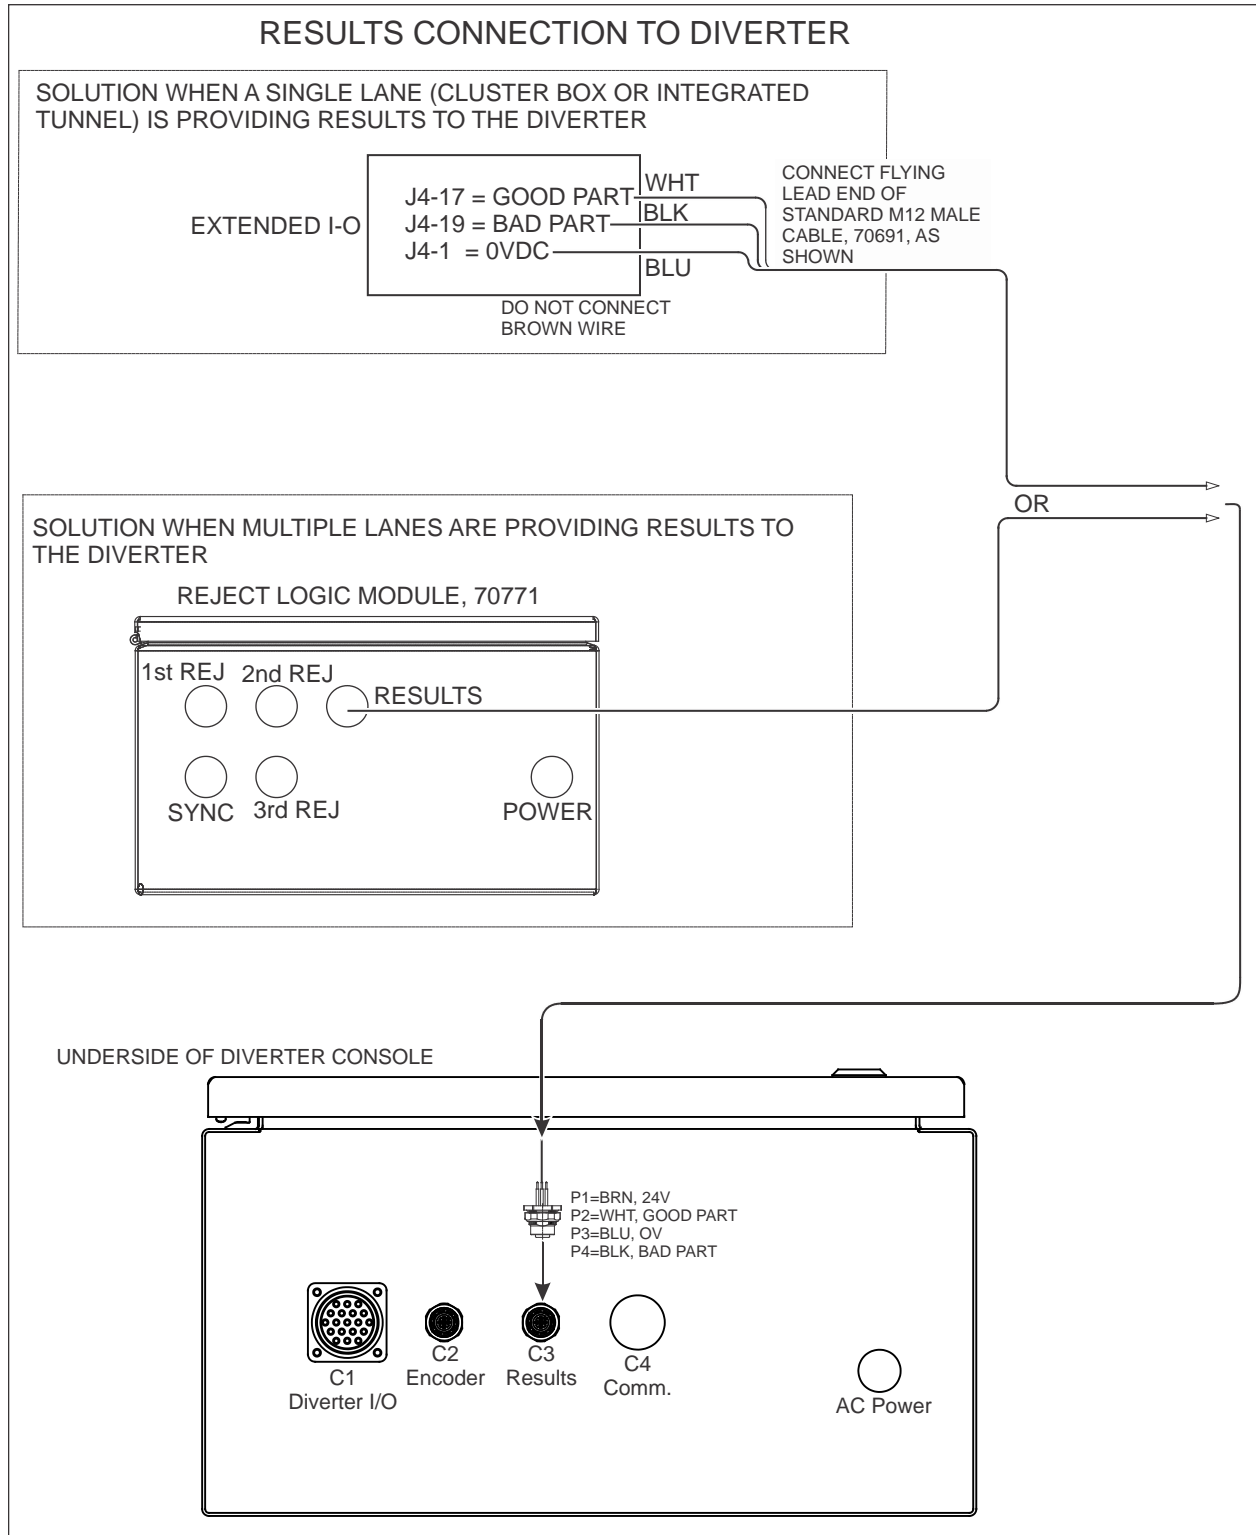 RESULTS CONNECTION TO DIVERTER
SOLUTION WHEN A SINGLE LANE (CLUSTER BOX OR INTEGRATED
TUNNEL) IS PROVIDING RESULTS TO THE DIVERTER
EXTENDED I-O
J4-17 = GOOD PART
J4-19 = BAD PART
J4-1 = 0VDC
WHT
BLK
BLU
CONNECT FLYING
LEAD END OF
STANDARD M12 MALE
CABLE, 70691, AS
SHOWN
DO NOT CONNECT
BROWN WIRE
OR
SOLUTION WHEN MULTIPLE LANES ARE PROVIDING RESULTS TO
THE DIVERTER
REJECT LOGIC MODULE, 70771
1st REJ
2nd REJ
RESULTS
SYNC
3rd REJ
POWER
UNDERSIDE OF DIVERTER CONSOLE
P1=BRN, 24V
P2=WHT, GOOD PART
P3=BLU, OV
P4=BLK, BAD PART
C1
Diverter I/O
C2
Encoder
C3
Results
C4
Comm.
AC Power